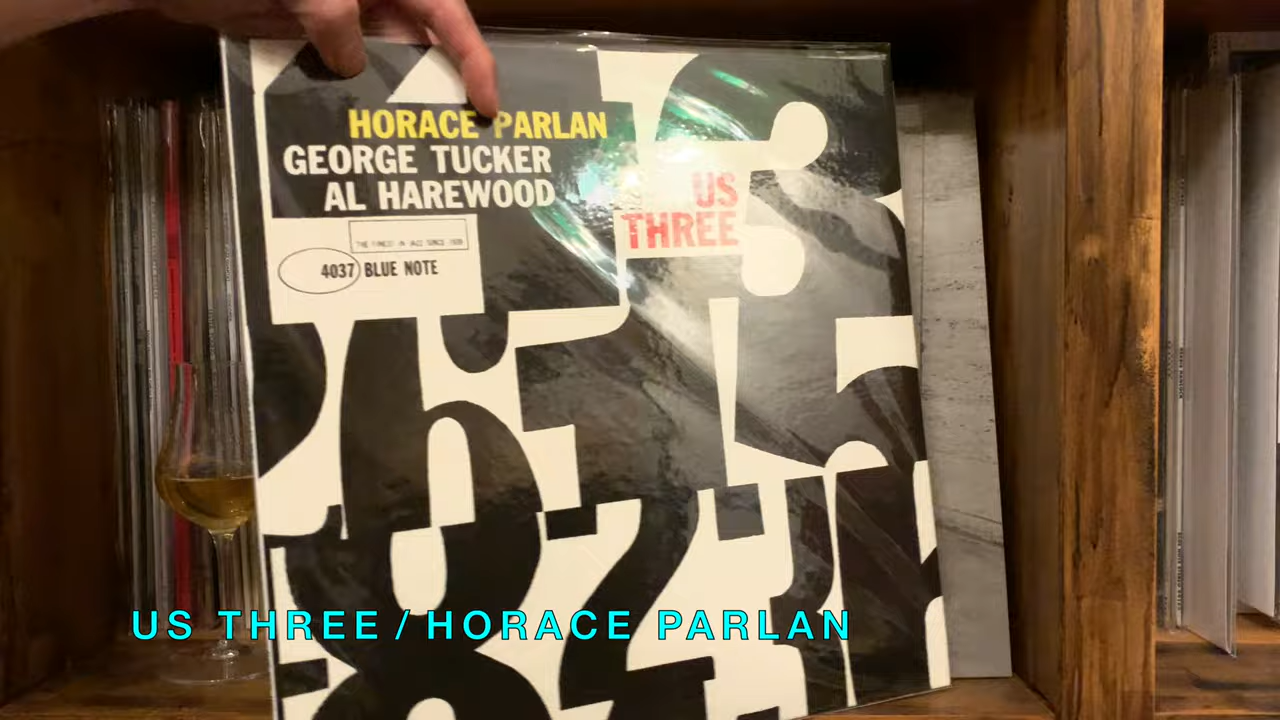 HORACE PARLAN
GEORGE TUCKER
AL HAREWOOD
US
THREE
THE FINEST IN JAZZ SINCE 1939
4037 BLUE NOTE
US THREE / HORACE PARLAN